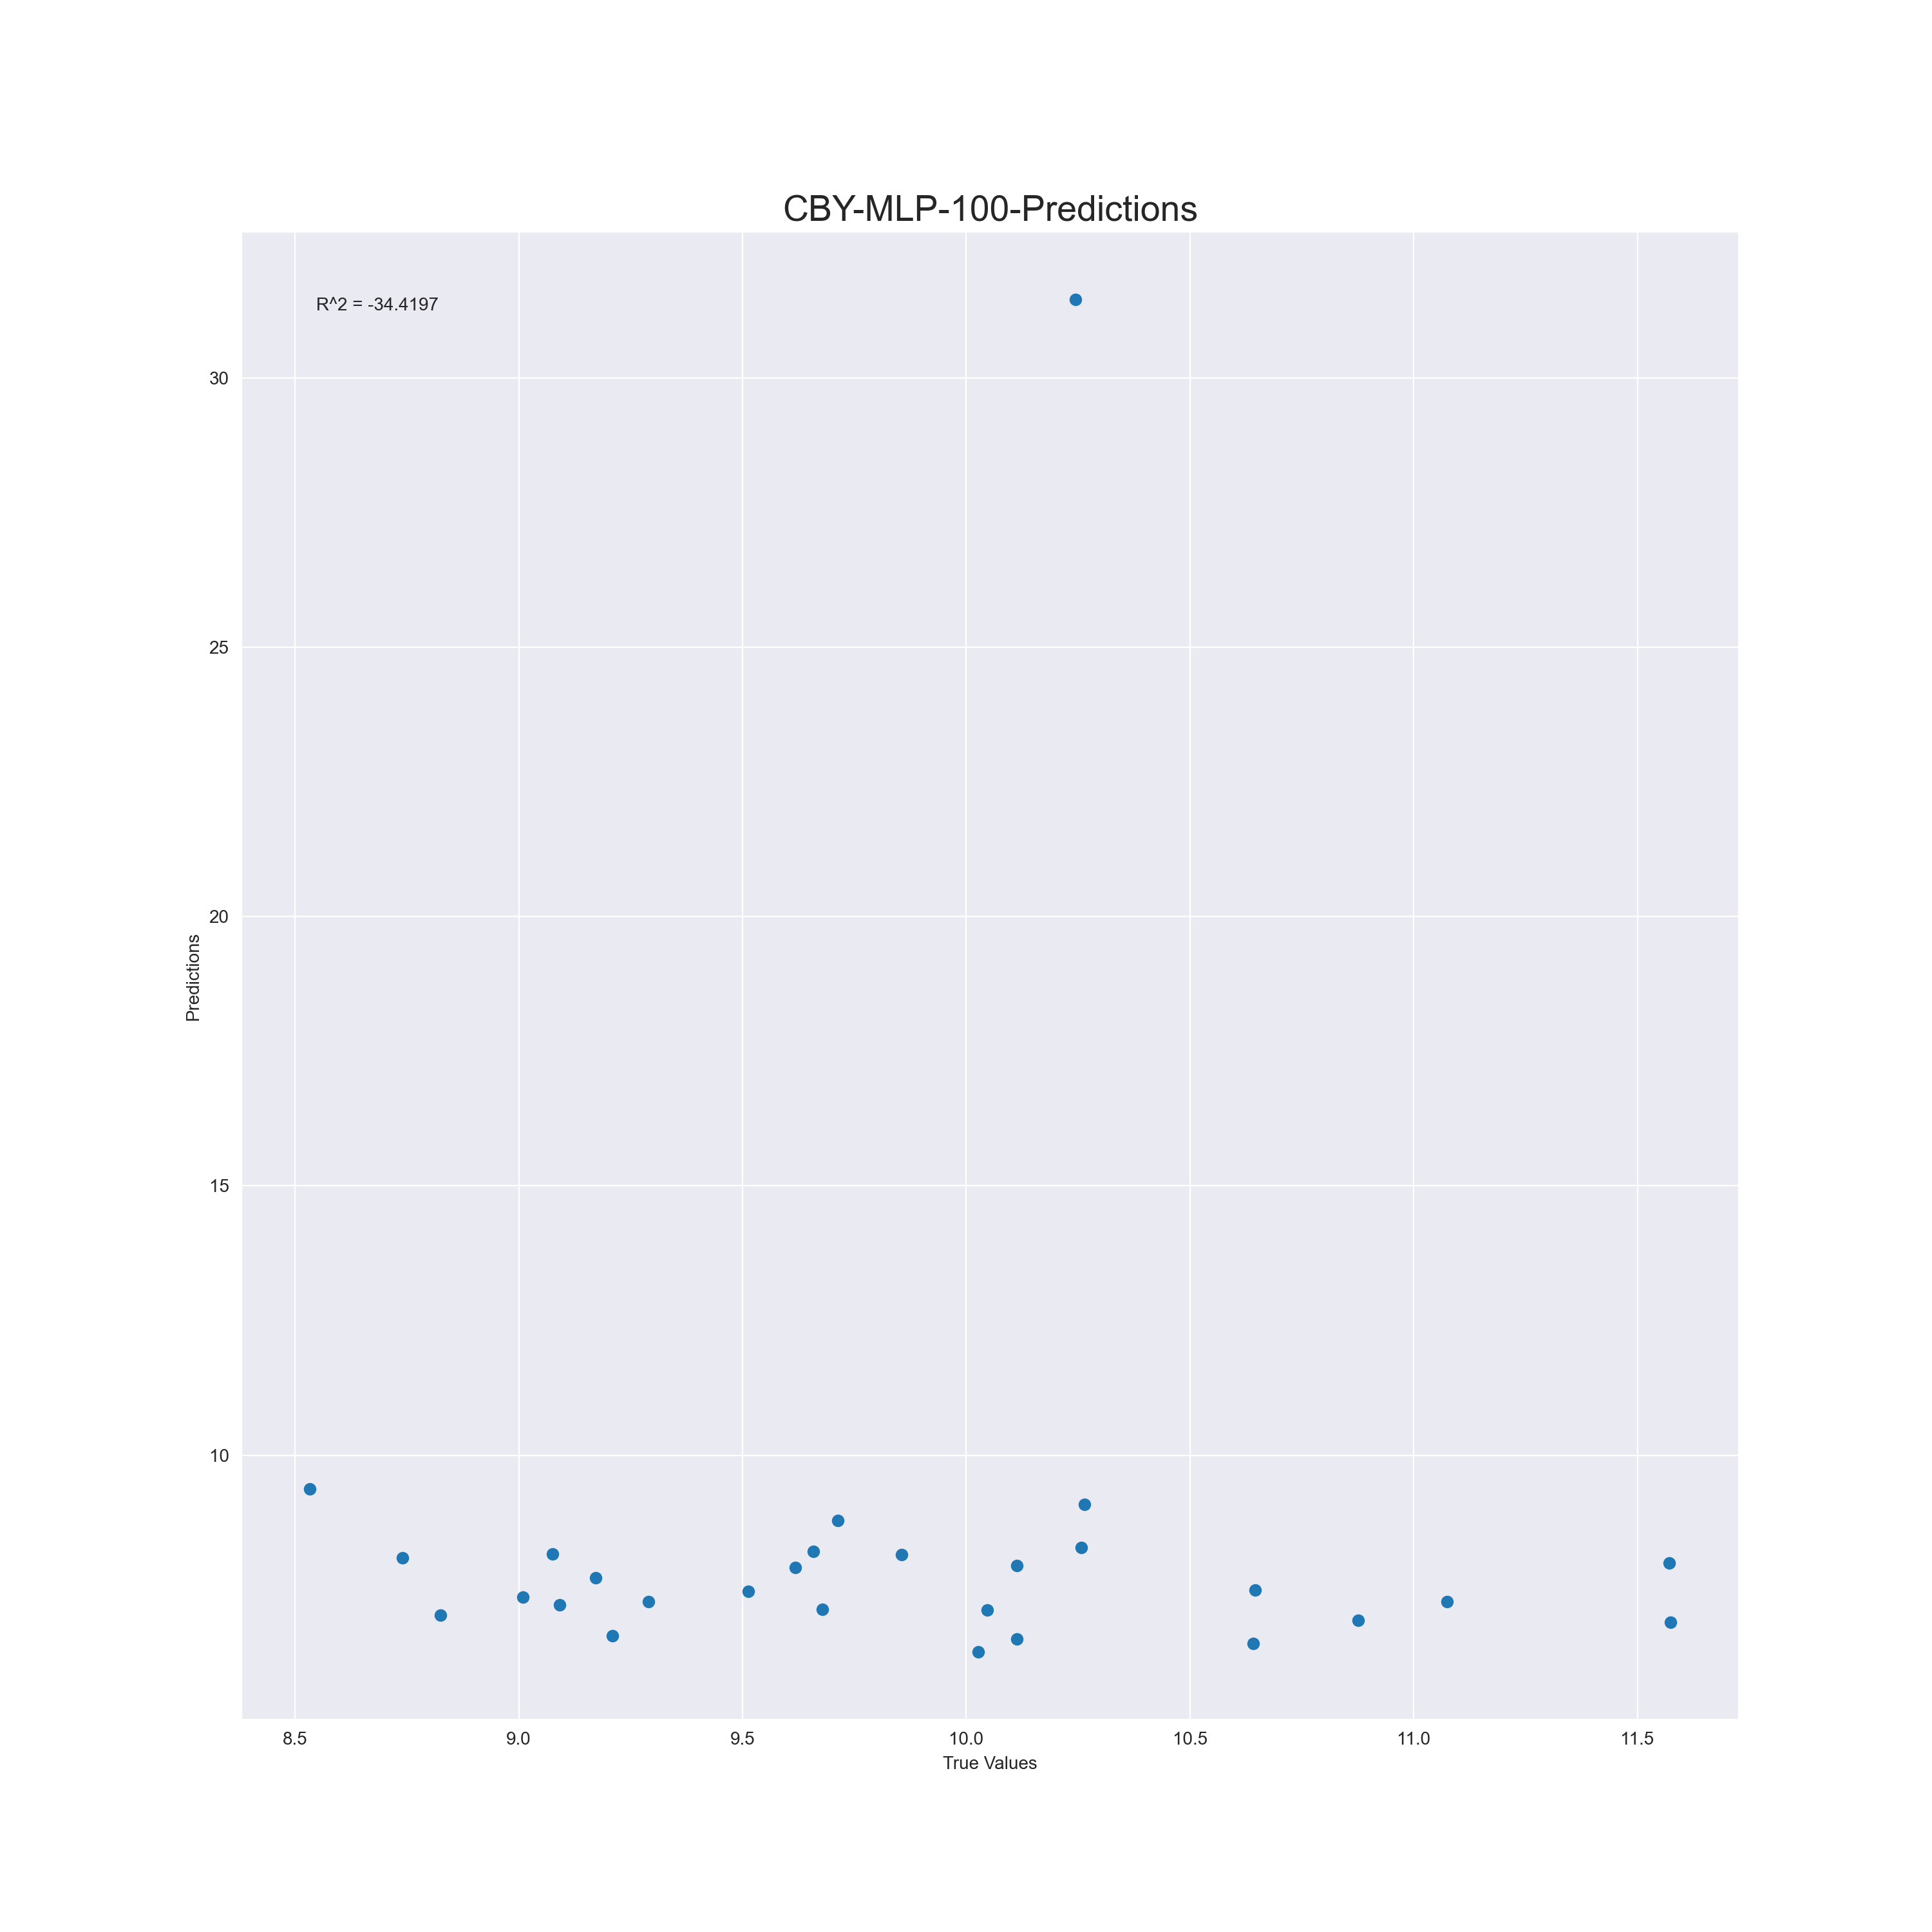 CBY-MLP-100-Predictions
R^2 = -34.4197
30
25
20
15
10
Predictions
8.5 9.0 9.5 10.0 10.5 11.0 11.5
True Values